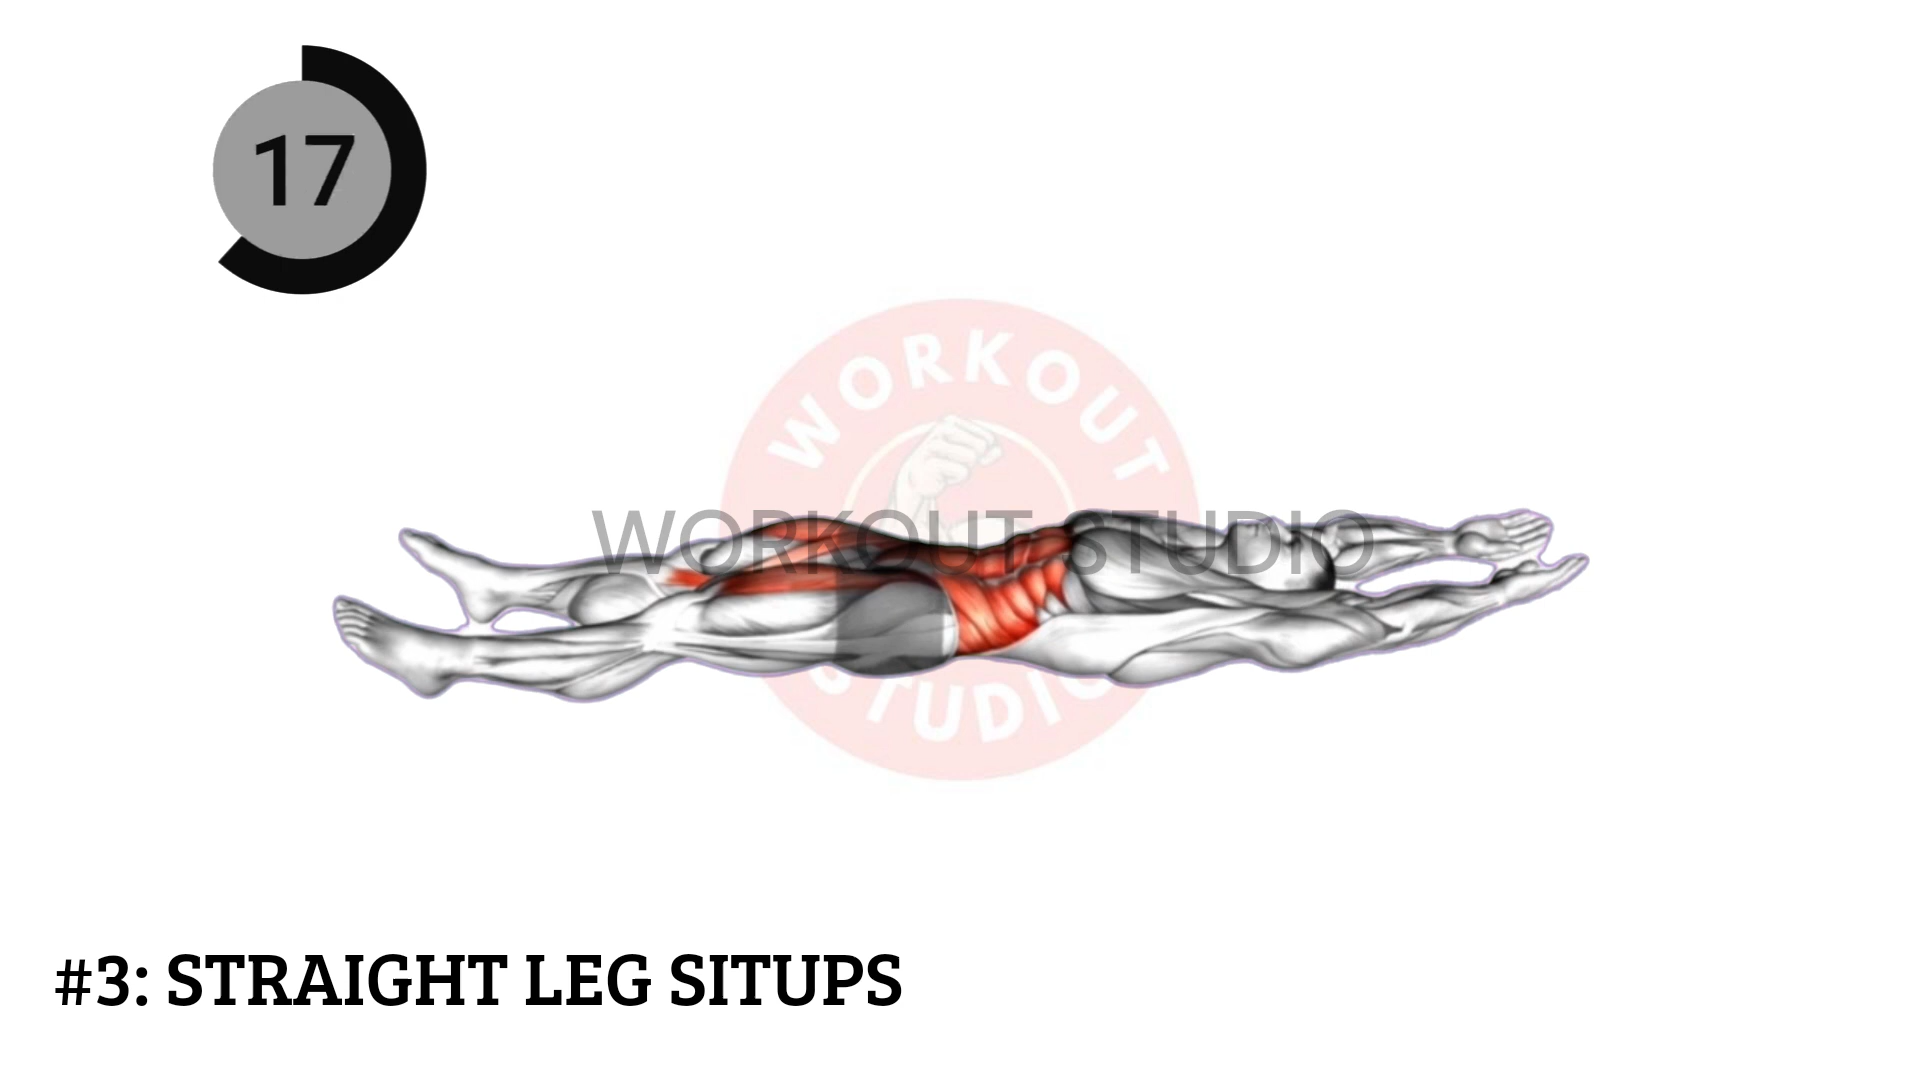 17
WORKOUT
WORKOUT STUDIO
STUDIO
#3: STRAIGHT LEG SITUPS